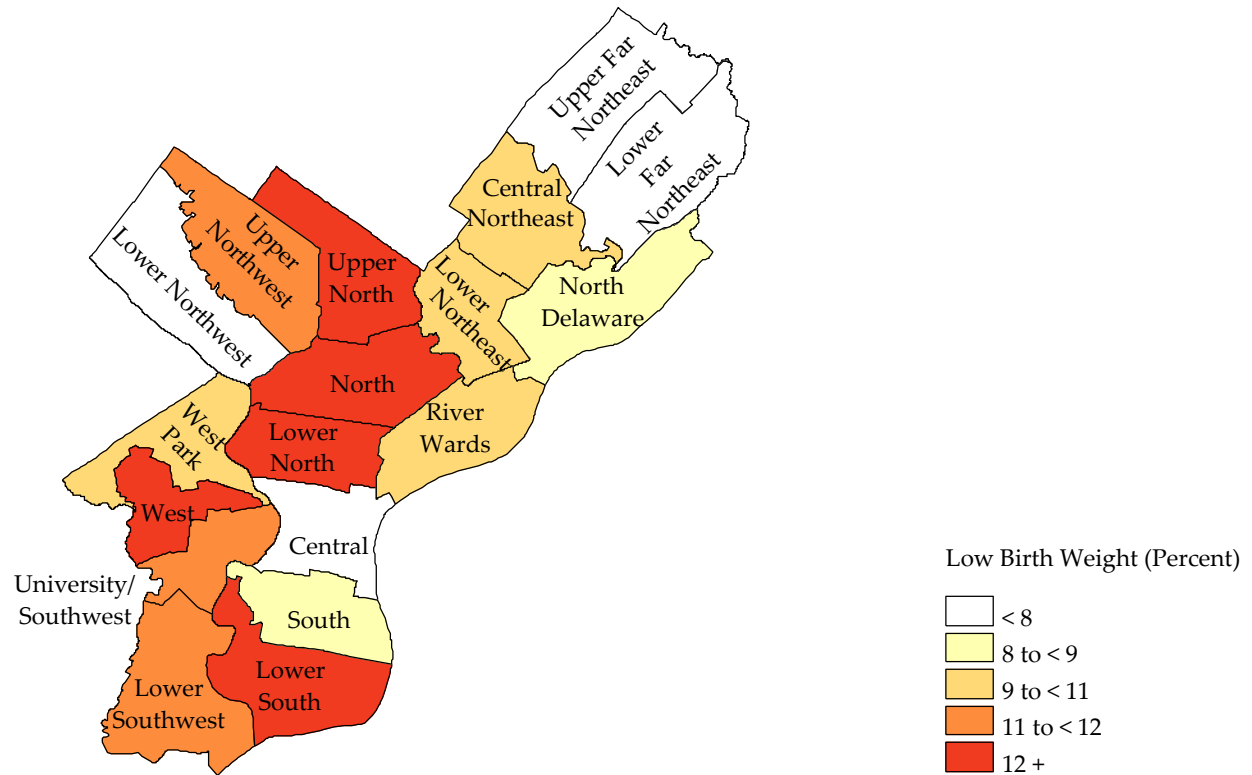 Upper Far
Northeast
Lower
Far
Northeast
Central
Northeast
Upper
Northwest
Lower Northwest
Upper
North
Lower
Northeast
North
Delaware
North
West
Park
River
Wards
Lower
North
West
Central
University/
Southwest
South
Lower
South
Lower
Southwest
Low Birth Weight (Percent)
< 8
8 to < 9
9 to < 11
11 to < 12
12 +